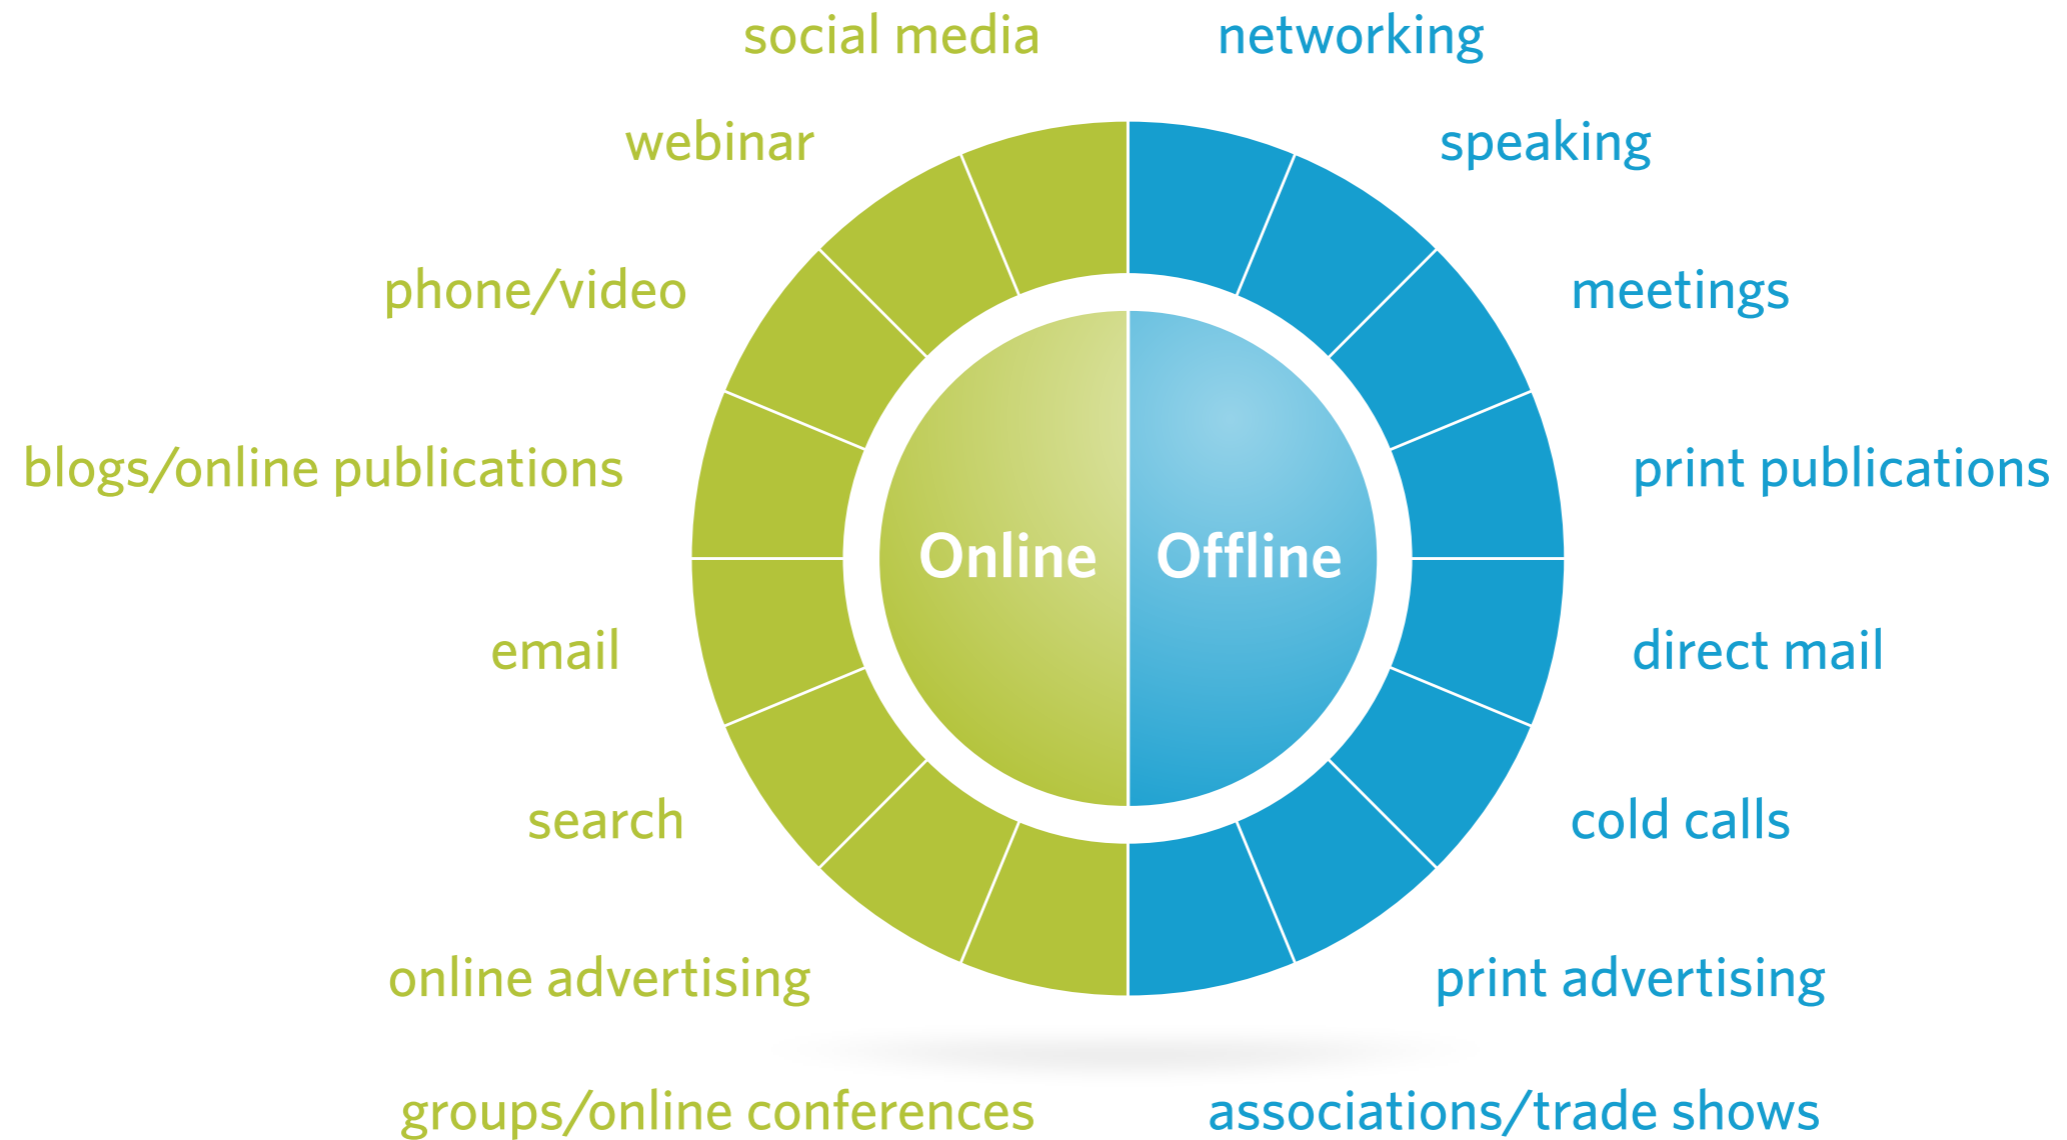 social media
networking
webinar
speaking
phone/video
meetings
blogs/online publications
print publications
Online
Offline
email
direct mail
search
cold calls
online advertising
print advertising
groups/online conferences
associations/trade shows